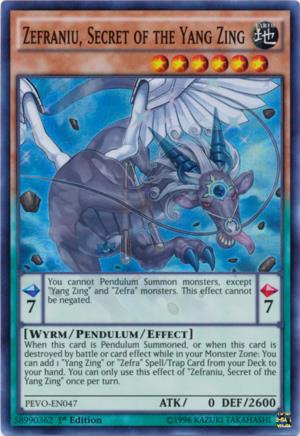 Zefraniu, Secret of the Yang Zing
EARTH
地
You cannot Pendulum Summon monsters, except
"Yang Zing" and "Zefra" monsters. This effect cannot
be negated.
7
7
[WYRM/PENDULUM/EFFECT]
When this card is Pendulum Summoned, or when this card is
destroyed by battle or card effect while in your Monster Zone: You
can add 1 "Yang Zing" or "Zefra" Spell/Trap Card from your Deck to
your hand. You can only use this effect of "Zefraniu, Secret of the
Yang Zing" once per turn.
PEVO-EN047
ATK/ 0 DEF/2600
58990362
1st Edition
©1996 KAZUKI TAKAHASHI